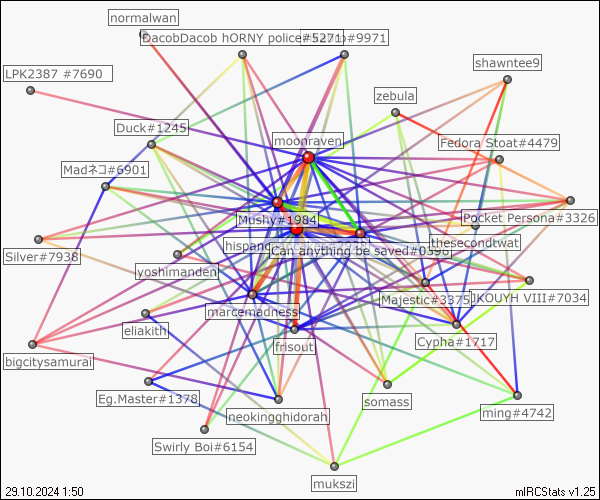 normalwan
DacobDacob hORNY police#5271
#9971
shawntee9
LPK2387 #7690
zebula
Duck#1245
moonraven
Fedora Stoat#4479
Madネコ#6901
Mushy#1984
Pocket Persona#3326
hispano
thesecondtwat
Can anything be saved#0396
Silver#7938
yoshimanden
marcemadness
Majestic#3375
JKOUYH VIII#7034
eliakith
frisout
Cypha#1717
bigcitysamurai
Eg.Master#1378
neokingghidorah
somass
ming#4742
Swirly Boi#6154
mukszi
29.10.2024 1:50
mIRCStats v1.25